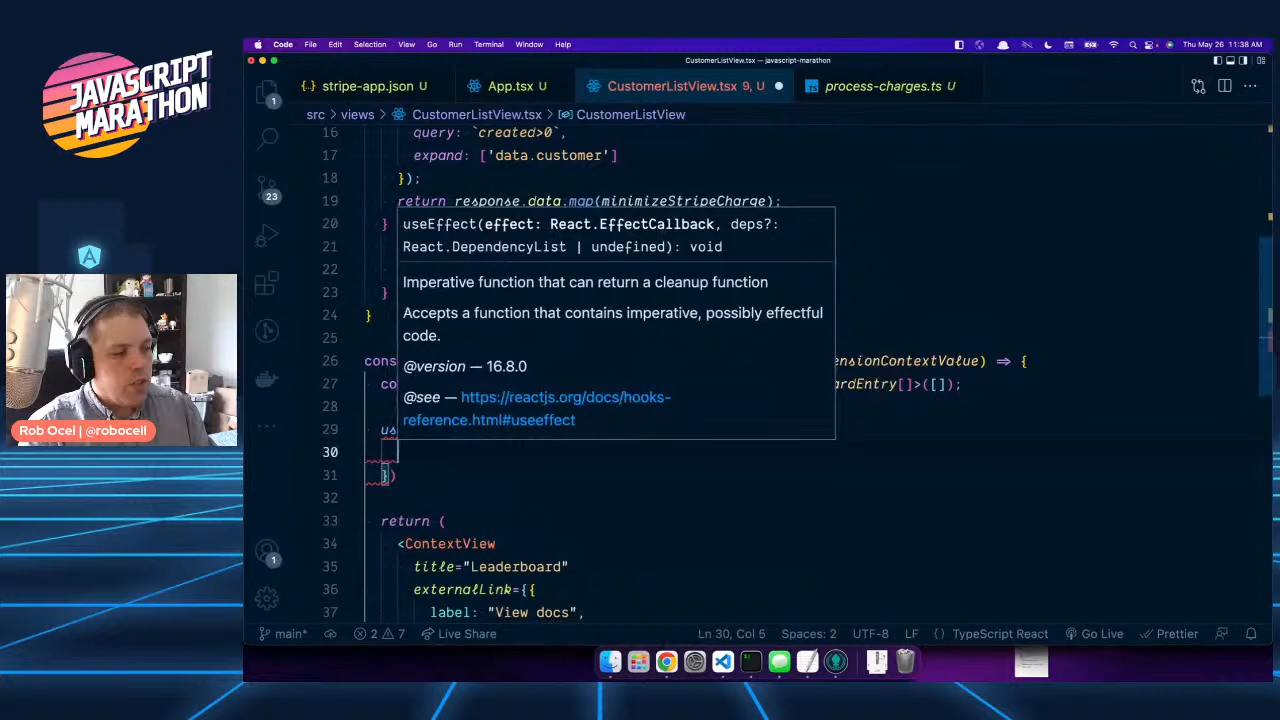 JAVASCRIPT
MARATHON
Rob Ocel | @robocell
Code File Edit Selection View Go Run Terminal Window Help
Thu May 26 11:38 AM
CustomerListView.tsx — javascript-marathon
stripe-app.json U
App.tsx U
CustomerListView.tsx 9, U
process-charges.ts U
src > views > CustomerListView.tsx > CustomerListView
16 query: `created>0`,
17 expand: ['data.customer']
18 });
19 return response.data.map(minimizeStripeCharge);
20 }
21
22
23 }
24 }
useEffect(effect: React.EffectCallback, deps?:
React.DependencyList | undefined): void
Imperative function that can return a cleanup function
Accepts a function that contains imperative, possibly effectful
code.
@version — 16.8.0
@see — https://reactjs.org/docs/hooks-
reference.html#useeffect
25
26 cons ensionContextValue) => {
27 co ardEntry[]>([]);
28
29 us
30
31 })
32
33 return (
34 <ContextView
35 title="Leaderboard"
36 externalLink={{
37 label: "View docs",
1
23
1
main* 2 7 Live Share Ln 30, Col 5 Spaces: 2 UTF-8 LF TypeScript React Go Live Prettier